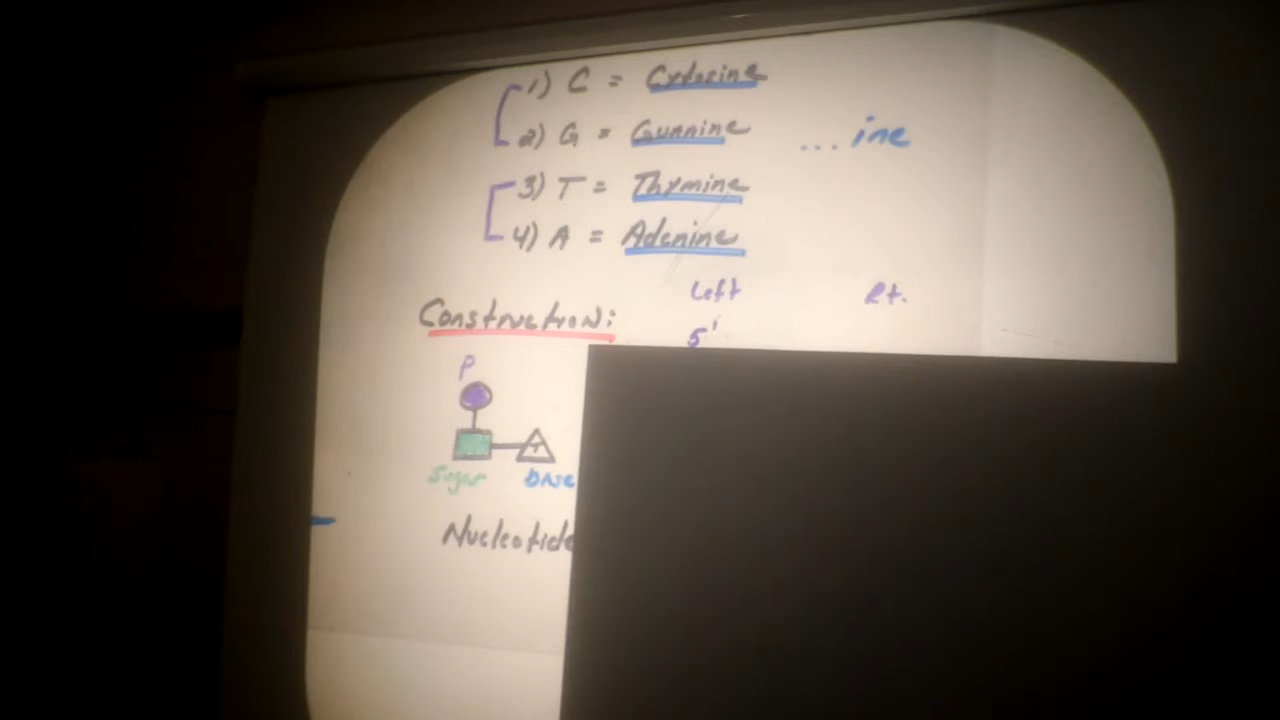 1) C = Cytosine
2) G = Guanine
... ine
3) T = Thymine
4) A = Adenine
Left Rt.
Construction:
5'
P
T
Sugar Base
Nucleotide